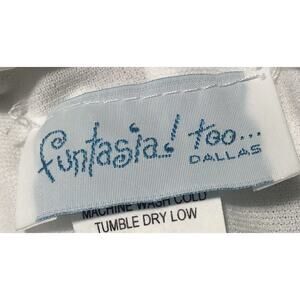 funtasia! too...
DALLAS
MACHINE WASH COLD
TUMBLE DRY LOW